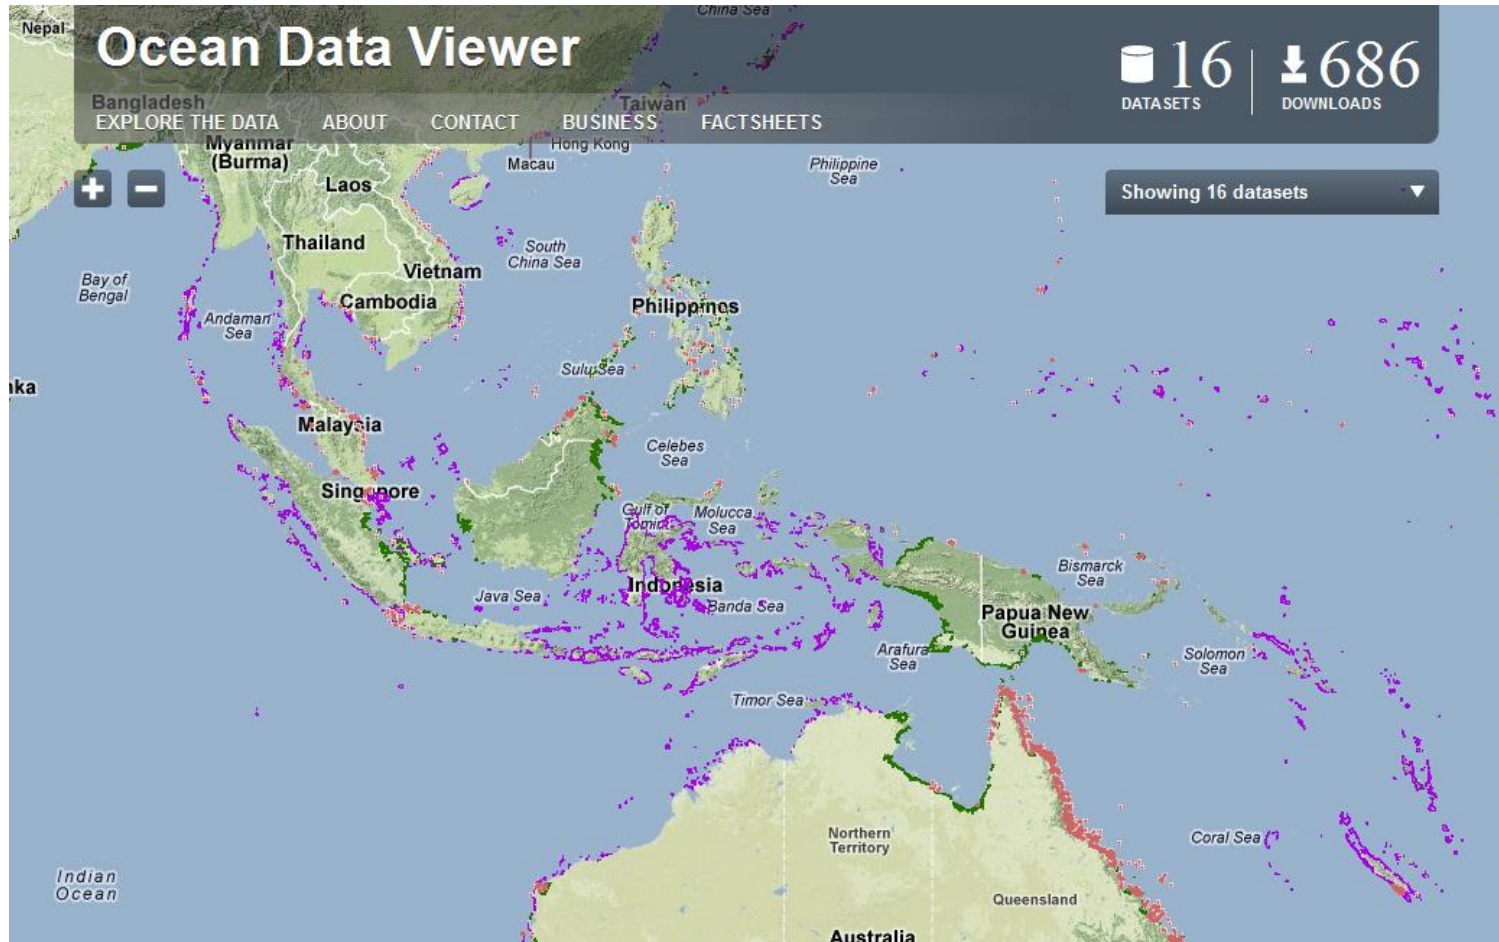 China Sea
Nepal
Ocean Data Viewer
16
686
DATASETS
DOWNLOADS
Bangladesh
Taiwan
EXPLORE THE DATA
ABOUT
CONTACT
BUSINESS
FACTSHEETS
Myanmar
(Burma)
Hong Kong
Macau
Laos
Philippine
Sea
Showing 16 datasets
Thailand
South
China Sea
Vietnam
Bay of
Bengal
Cambodia
Andaman
Sea
Philippines
Sulu Sea
ka
Malaysia
Celebes
Sea
Singapore
Gulf of
Tomini
Molucca
Sea
Bismarck
Sea
Indonesia
Java Sea
Banda Sea
Papua New
Guinea
Arafura
Sea
Solomon
Sea
Timor Sea
Northern
Territory
Coral Sea
Indian
Ocean
Queensland
Australia